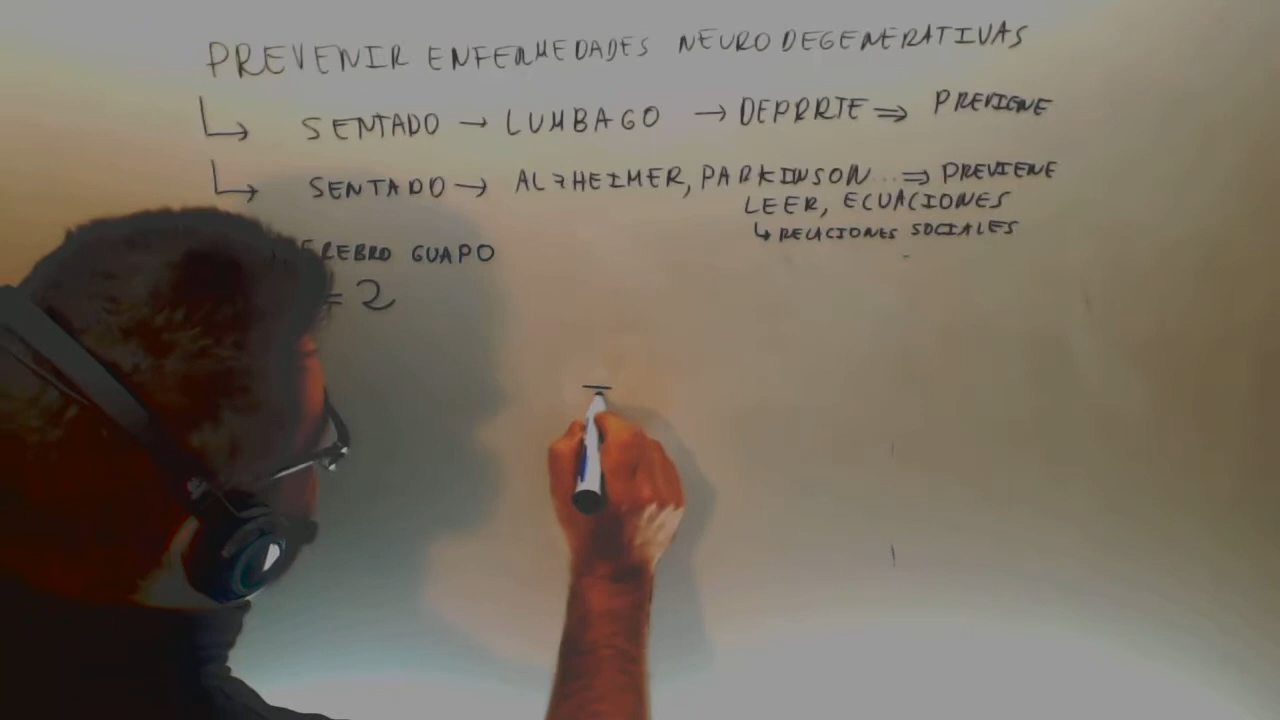 PREVENIR ENFERMEDADES NEURODEGENERATIVAS
↳ SENTADO → LUMBAGO → DEPORTE ⇒ PREVIENE
↳ SENTADO → ALZHEIMER, PARKINSON... ⇒ PREVIENE
LEER, ECUACIONES
↳ RELACIONES SOCIALES
GUAPO
= 2